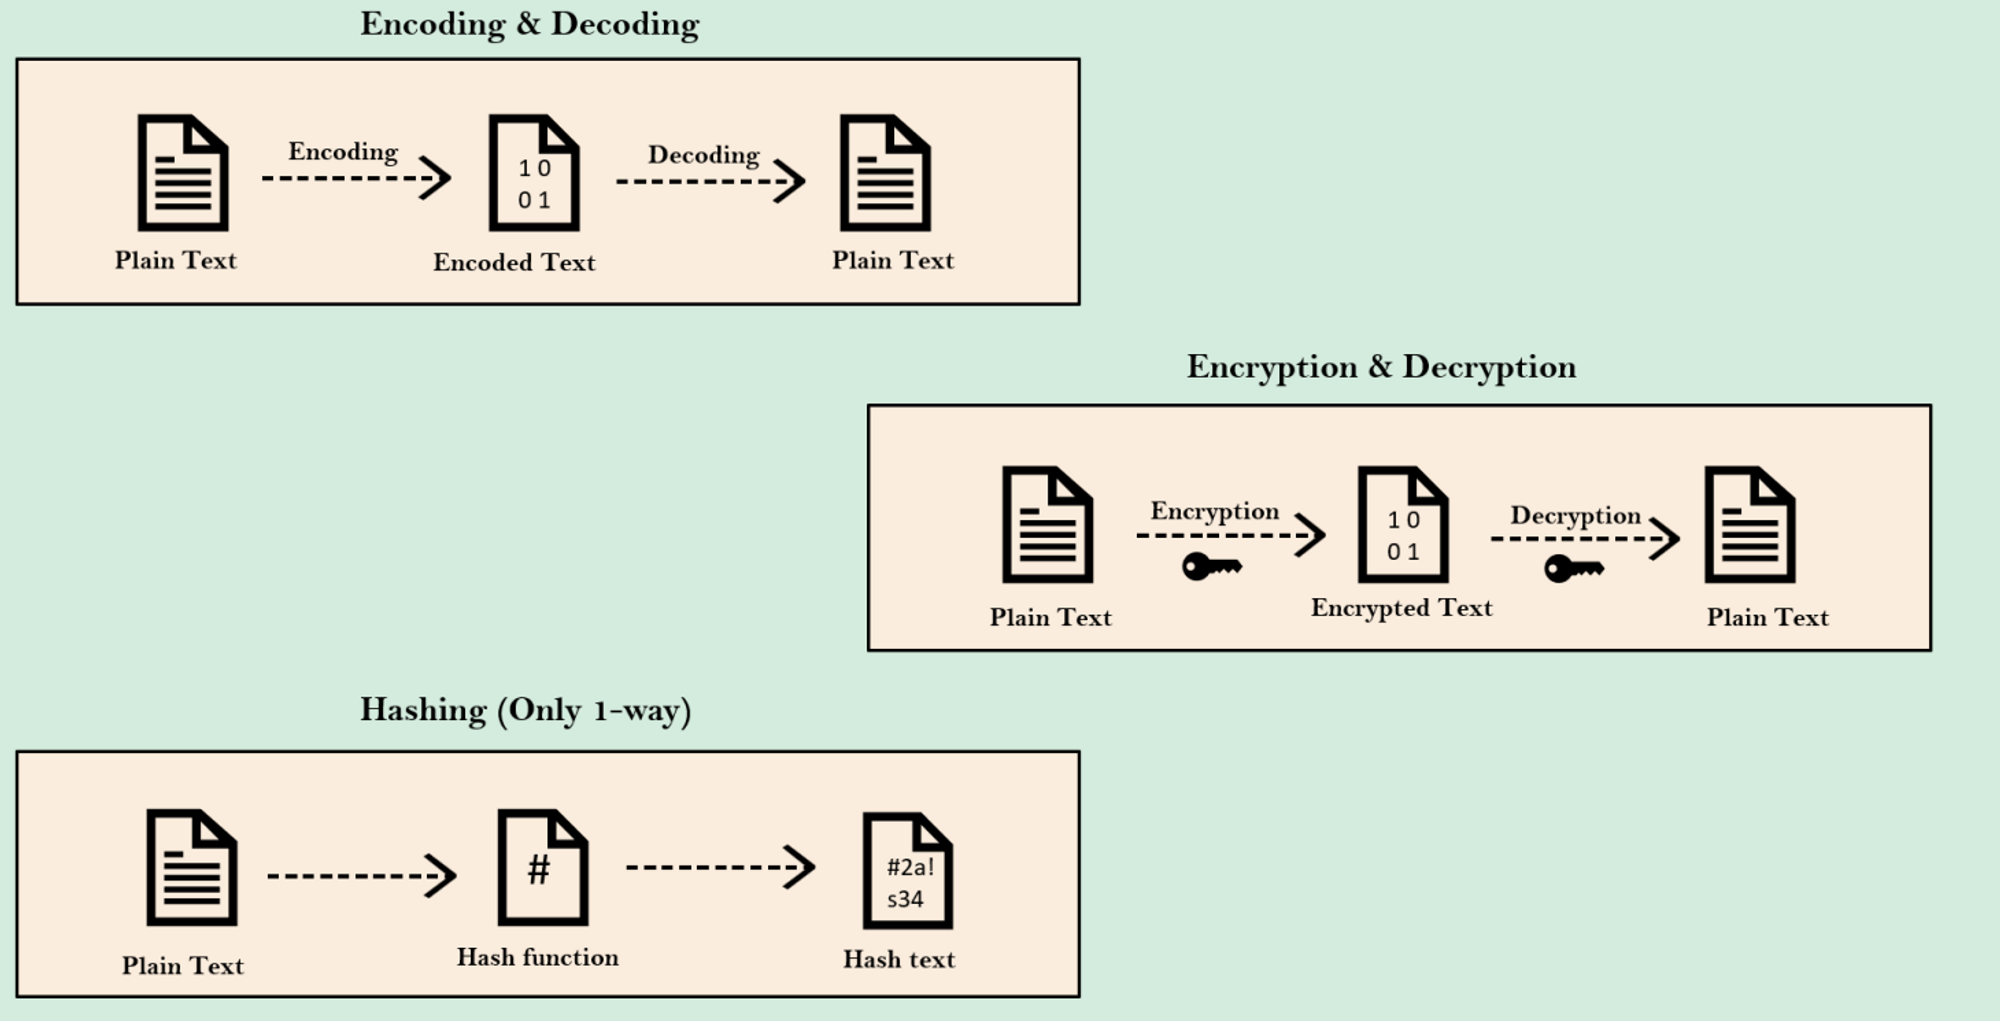 Encoding & Decoding
Encoding
Decoding
1 0
0 1
Plain Text
Encoded Text
Plain Text
Encryption & Decryption
Encryption
Decryption
1 0
0 1
Plain Text
Encrypted Text
Plain Text
Hashing (Only 1-way)
#
#2a!
s34
Plain Text
Hash function
Hash text